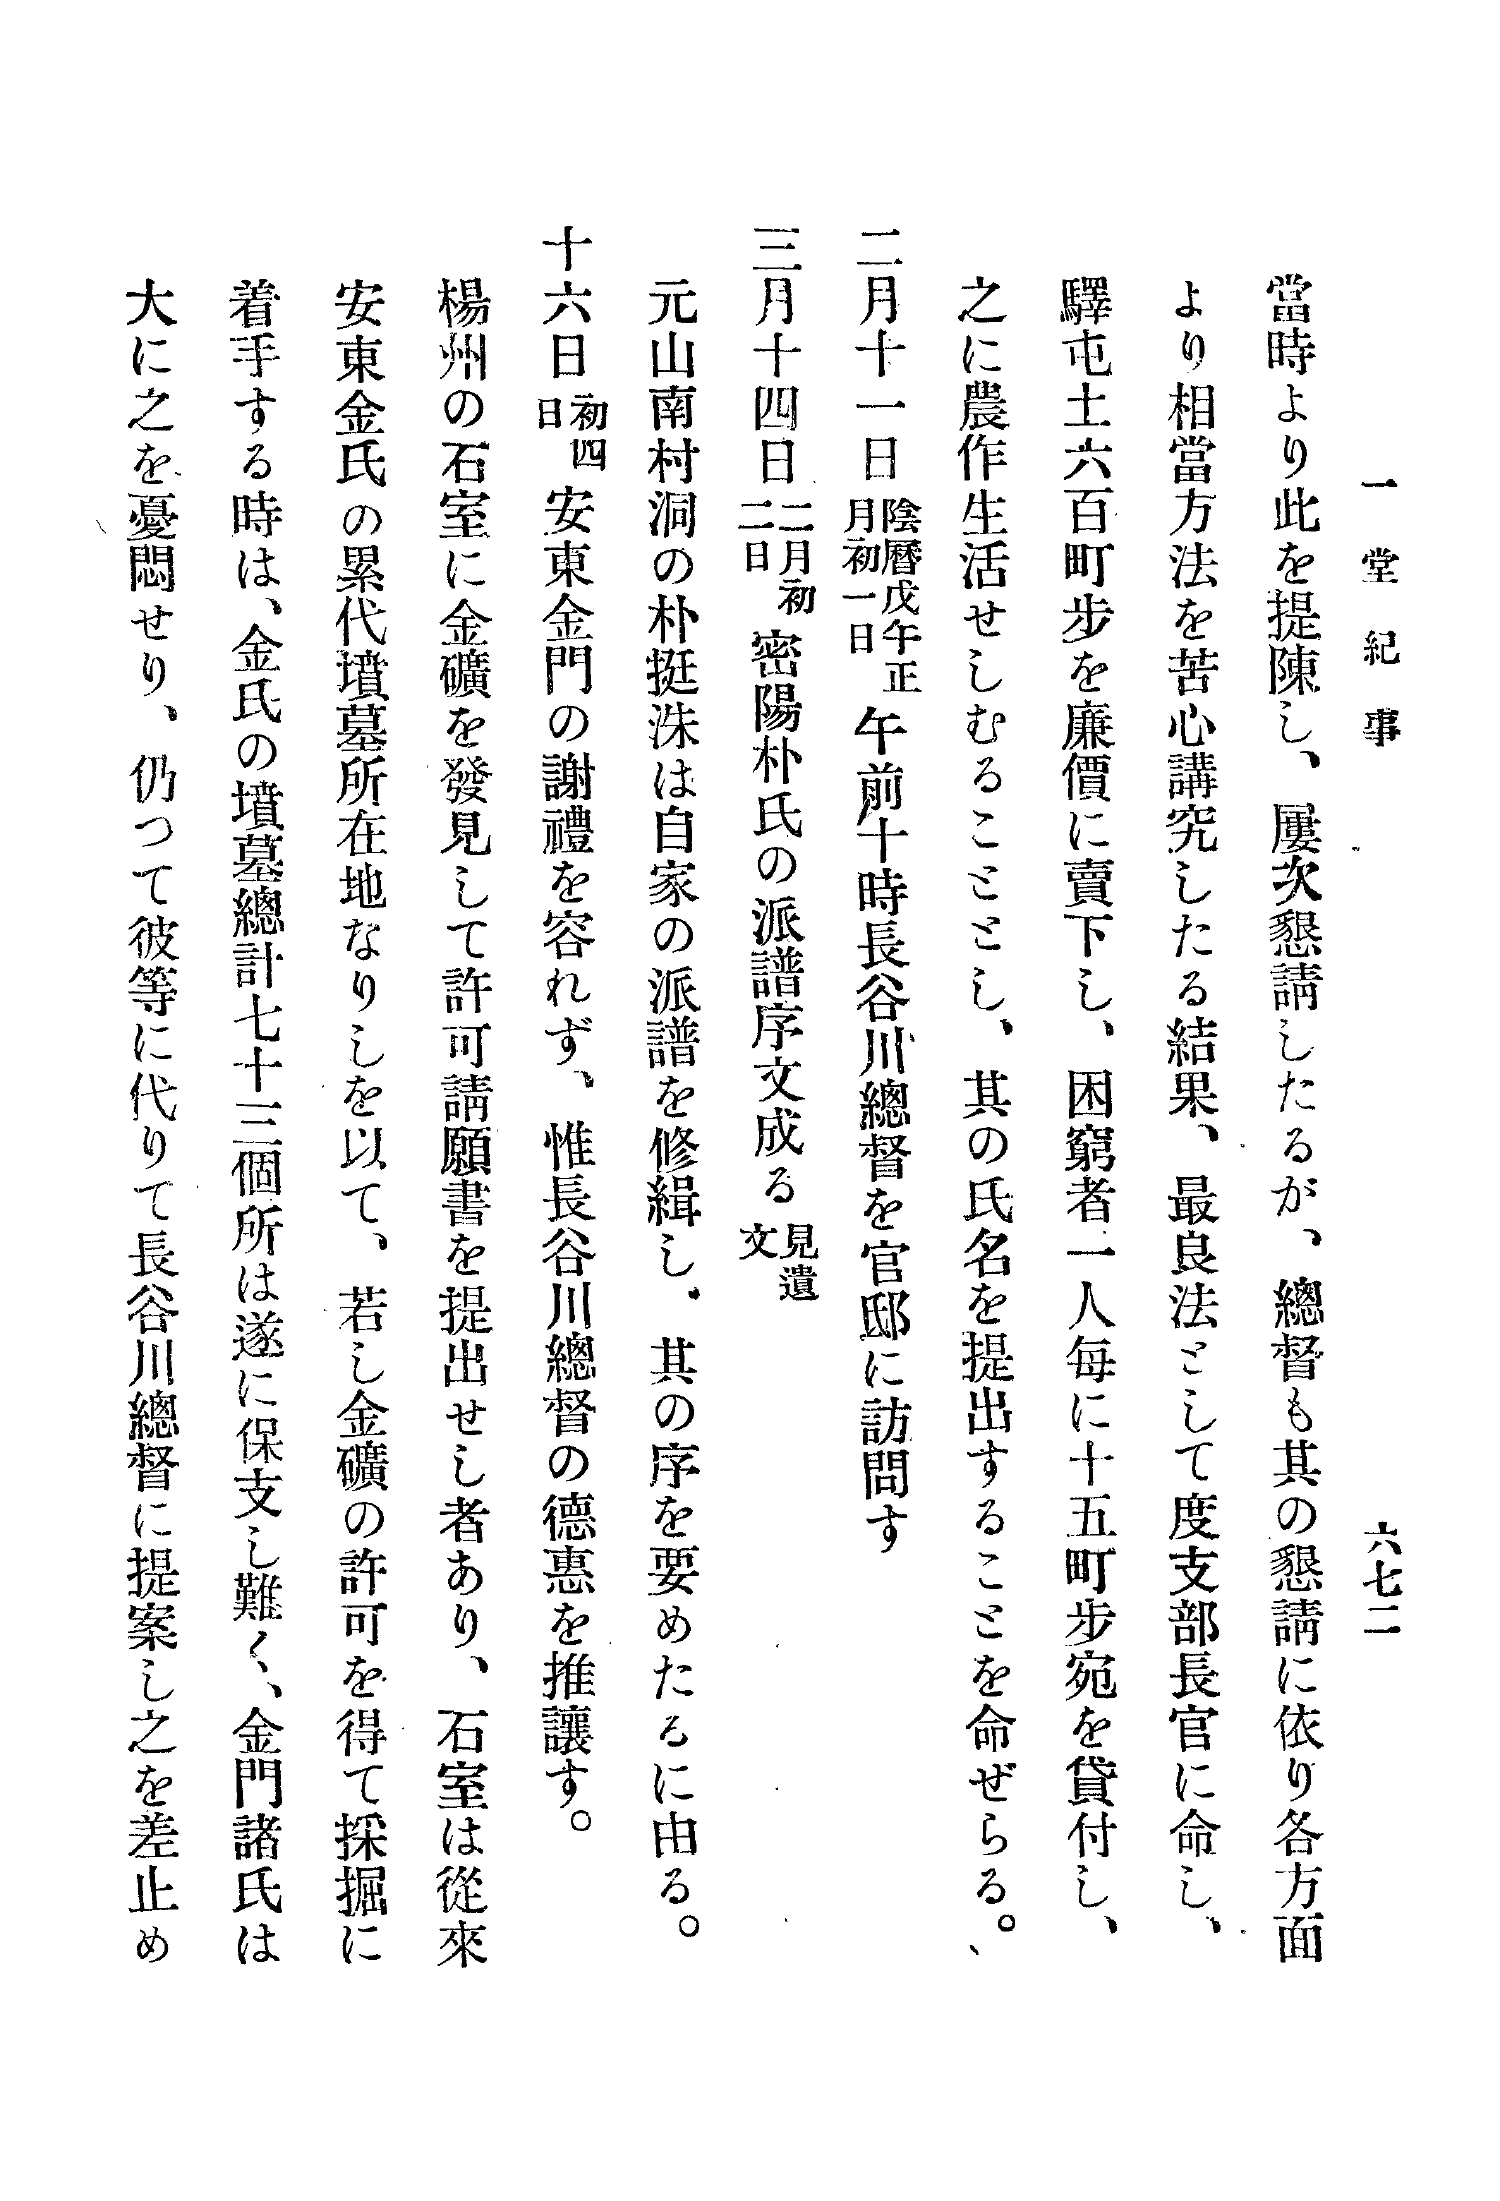 一堂紀事　六七二
當時より此を提陳し、屢次懇請したるが、總督も其の懇請に依り各方面
より相當方法を苦心講究したる結果、最良法として度支部長官に命し、
驛屯土六百町步を廉價に賣下し、困窮者一人每に十五町步宛を貸付し、
之に農作生活せしむることとし、其の氏名を提出することを命ぜらる。
二月十一日陰曆戊午正月初一日午前十時長谷川總督を官邸に訪問す
三月十四日二月初二日密陽朴氏の派譜序文成る見遺文
元山南村洞の朴挺洙は自家の派譜を修緝し、其の序を要めたるに由る。
十六日初四日安東金門の謝禮を容れず、惟長谷川總督の德惠を推讓す。
楊州の石室に金礦を發見して許可請願書を提出せし者あり、石室は從來
安東金氏の累代墳墓所在地なりしを以て、若し金礦の許可を得て採掘に
着手する時は、金氏の墳墓總計七十三個所は遂に保支し難く、金門諸氏は
大に之を憂悶せり、仍つて彼等に代りて長谷川總督に提案し之を差止め